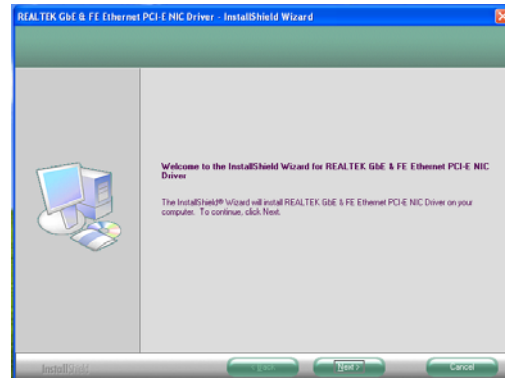 REALTEK GbE & FE Ethernet PCI-E NIC Driver - InstallShield Wizard
Welcome to the InstallShield Wizard for REALTEK GbE & FE Ethernet PCI-E NIC
Driver
The InstallShield® Wizard will install REALTEK GbE & FE Ethernet PCI-E NIC Driver on your
computer. To continue, click Next.
InstallShield
< Back
Next >
Cancel